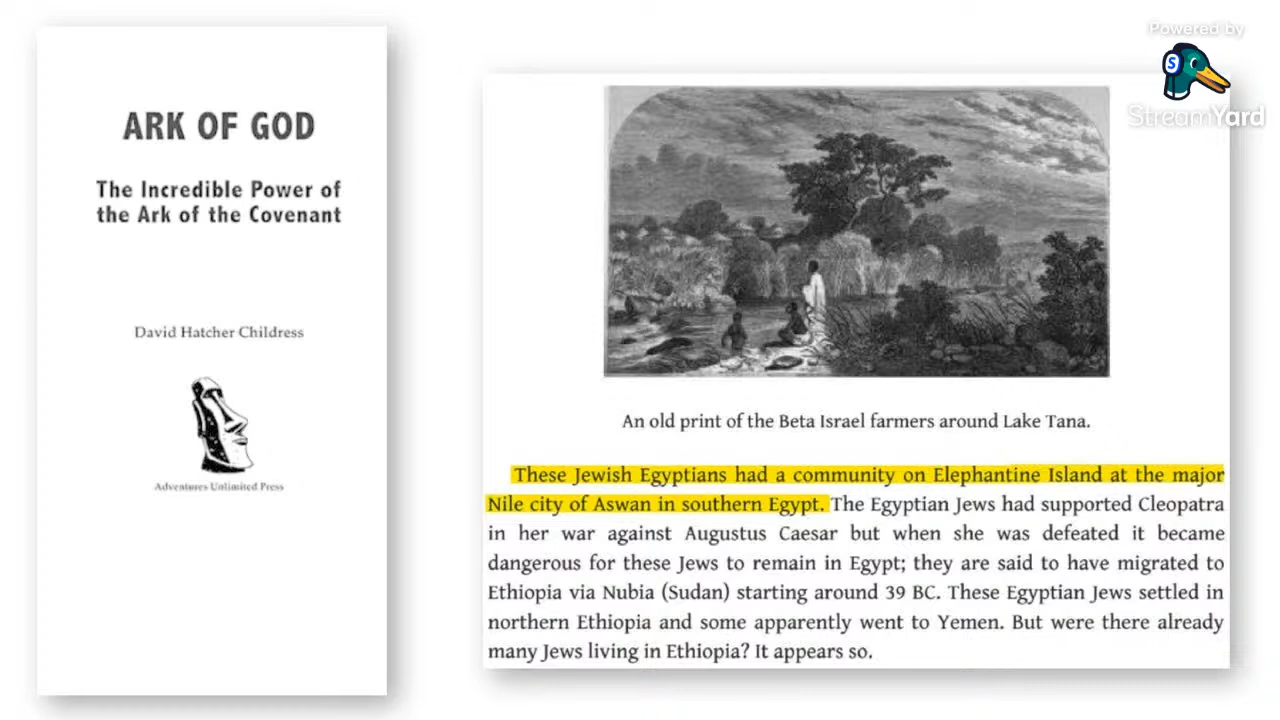 ARK OF GOD
The Incredible Power of
the Ark of the Covenant
David Hatcher Childress
Adventures Unlimited Press
Powered by
S
StreamYard
An old print of the Beta Israel farmers around Lake Tana.
These Jewish Egyptians had a community on Elephantine Island at the major
Nile city of Aswan in southern Egypt. The Egyptian Jews had supported Cleopatra
in her war against Augustus Caesar but when she was defeated it became
dangerous for these Jews to remain in Egypt; they are said to have migrated to
Ethiopia via Nubia (Sudan) starting around 39 BC. These Egyptian Jews settled in
northern Ethiopia and some apparently went to Yemen. But were there already
many Jews living in Ethiopia? It appears so.